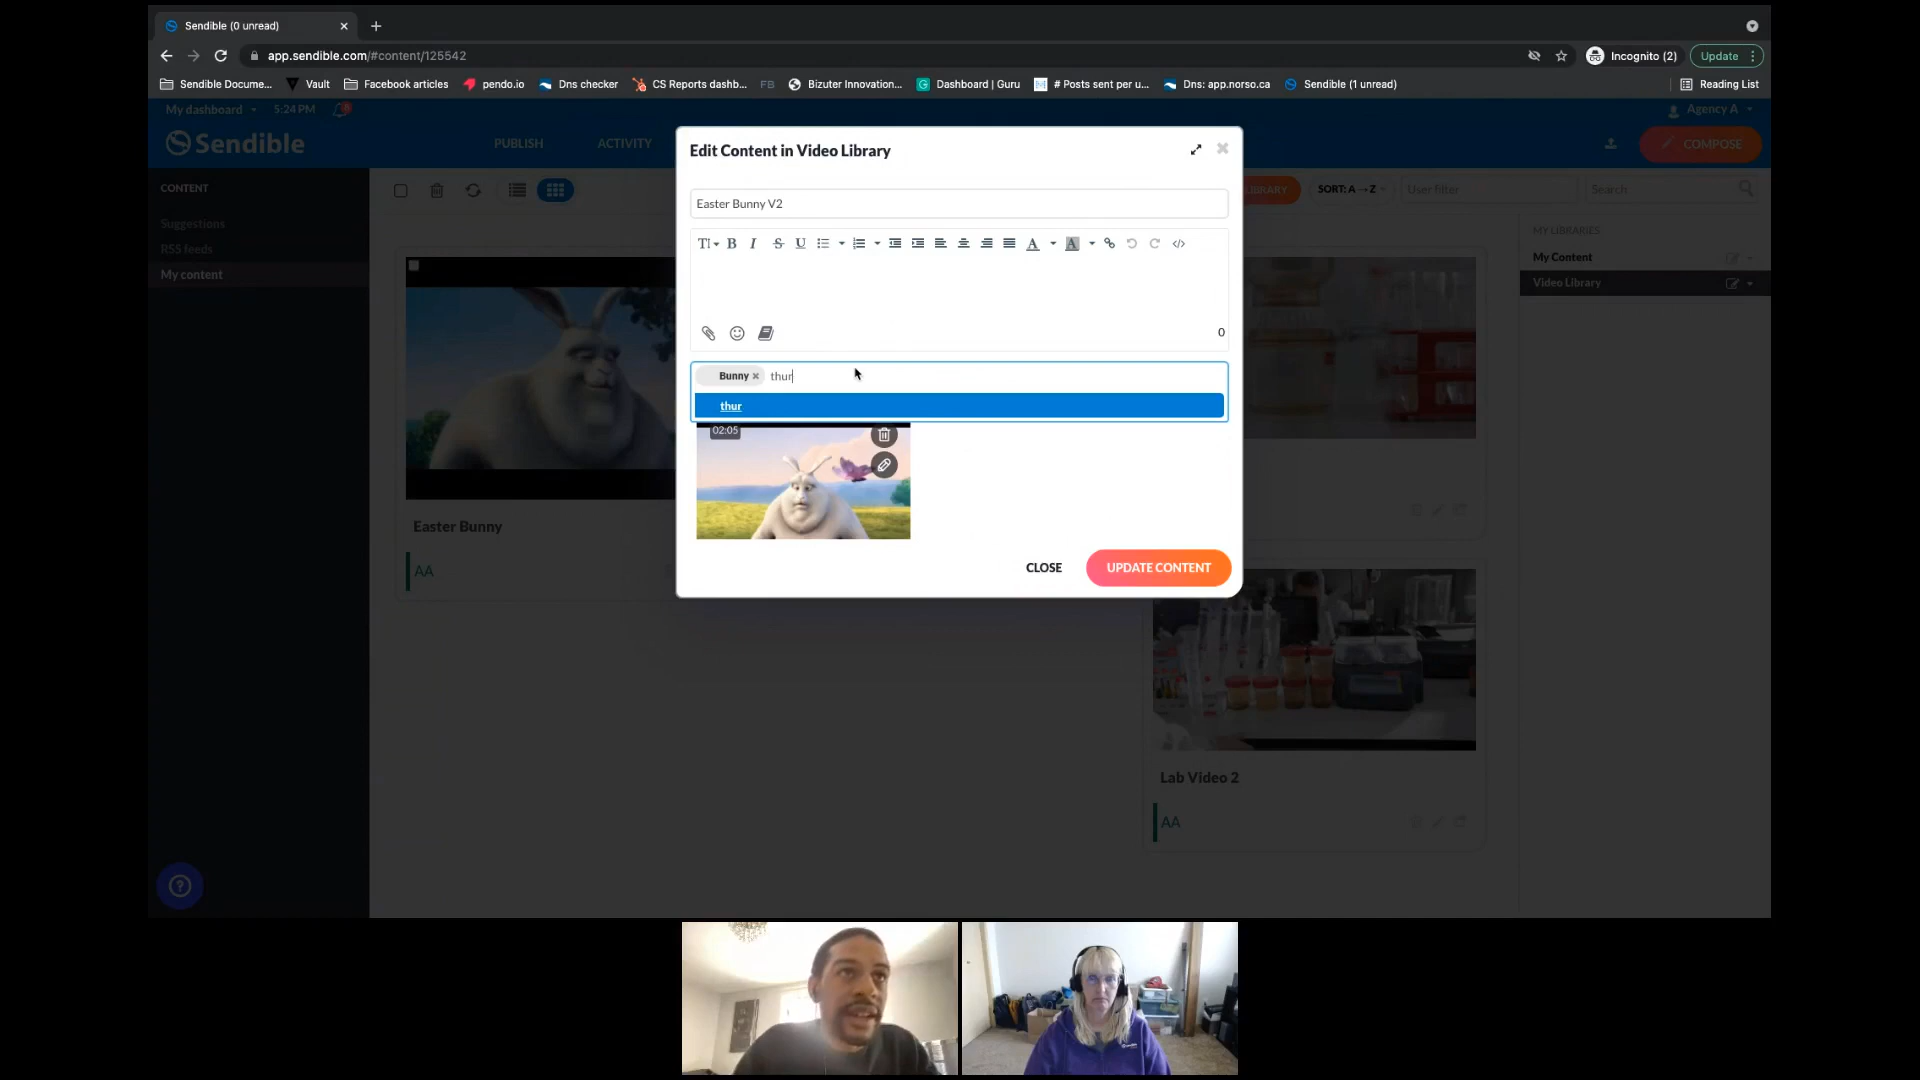 Sendible (0 unread)
app.sendible.com/#content/125542
Incognito (2)
Update
Sendible Docume...
Vault
Facebook articles
pendo.io
Dns checker
CS Reports dashb...
FB
Bizuter Innovation...
Dashboard | Guru
# Posts sent per u...
Dns: app.norso.ca
Sendible (1 unread)
Reading List
My dashboard
5:24 PM
Agency A
Sendible
PUBLISH
ACTIVITY
COMPOSE
CONTENT
Suggestions
RSS feeds
My content
LIBRARY
SORT: A → Z
User filter
Search
MY LIBRARIES
My Content
Video Library
Edit Content in Video Library
Easter Bunny V2
0
Bunny × thur
thur
02:05
CLOSE
UPDATE CONTENT
Easter Bunny
AA
Lab Video 2
AA